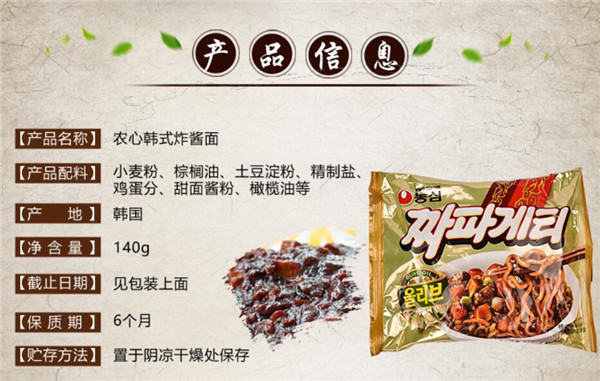 产品信息
【产品名称】 农心韩式炸酱面
【产品配料】 小麦粉、棕榈油、土豆淀粉、精制盐、
鸡蛋分、甜面酱粉、橄榄油等
【产 地】 韩国
【净 含 量】 140g
【截止日期】 见包装上面
【保 质 期】 6个月
【贮存方法】 置于阴凉干燥处保存
농심
짜파게티
OLIVE OIL
올리브